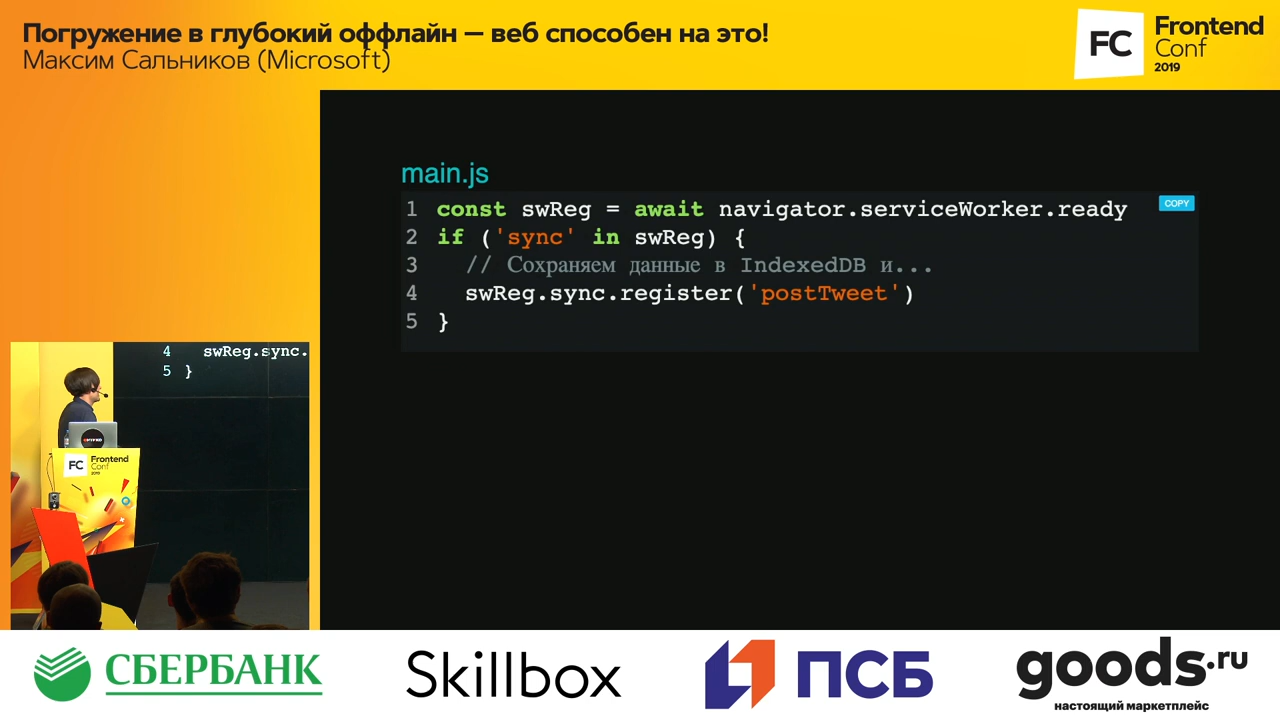 Погружение в глубокий оффлайн — веб способен на это!
Максим Сальников (Microsoft)
FC
Frontend
Conf
2019
main.js
COPY
1 const swReg = await navigator.serviceWorker.ready
2 if ('sync' in swReg) {
3 // Сохраняем данные в IndexedDB и...
4 swReg.sync.register('postTweet')
5 }
4 swReg.sync.
5 }
FC
Frontend
Conf
2019
СБЕРБАНК
Skillbox
ПСБ
goods.ru
настоящий маркетплейс